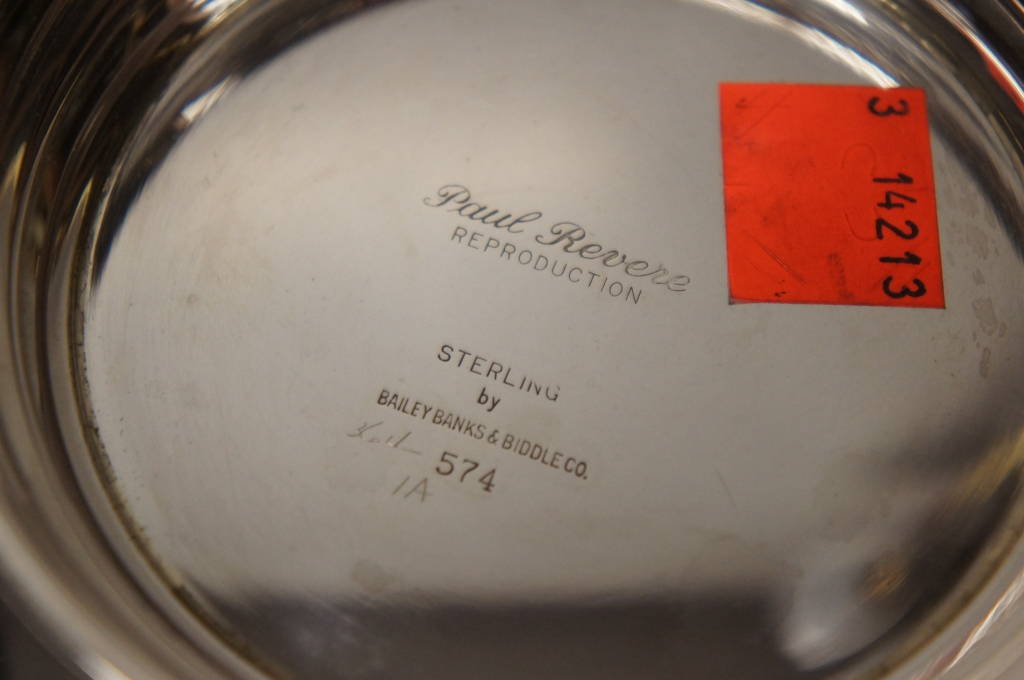 Paul Revere
REPRODUCTION
STERLING
by
BAILEY BANKS & BIDDLE CO.
574
1A
3 14213